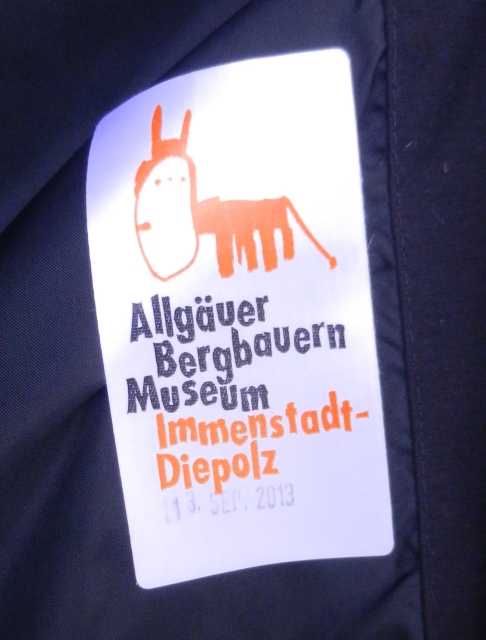 Allgäuer
Bergbauern
Museum
Immenstadt-
Diepolz
13. SEP. 2013